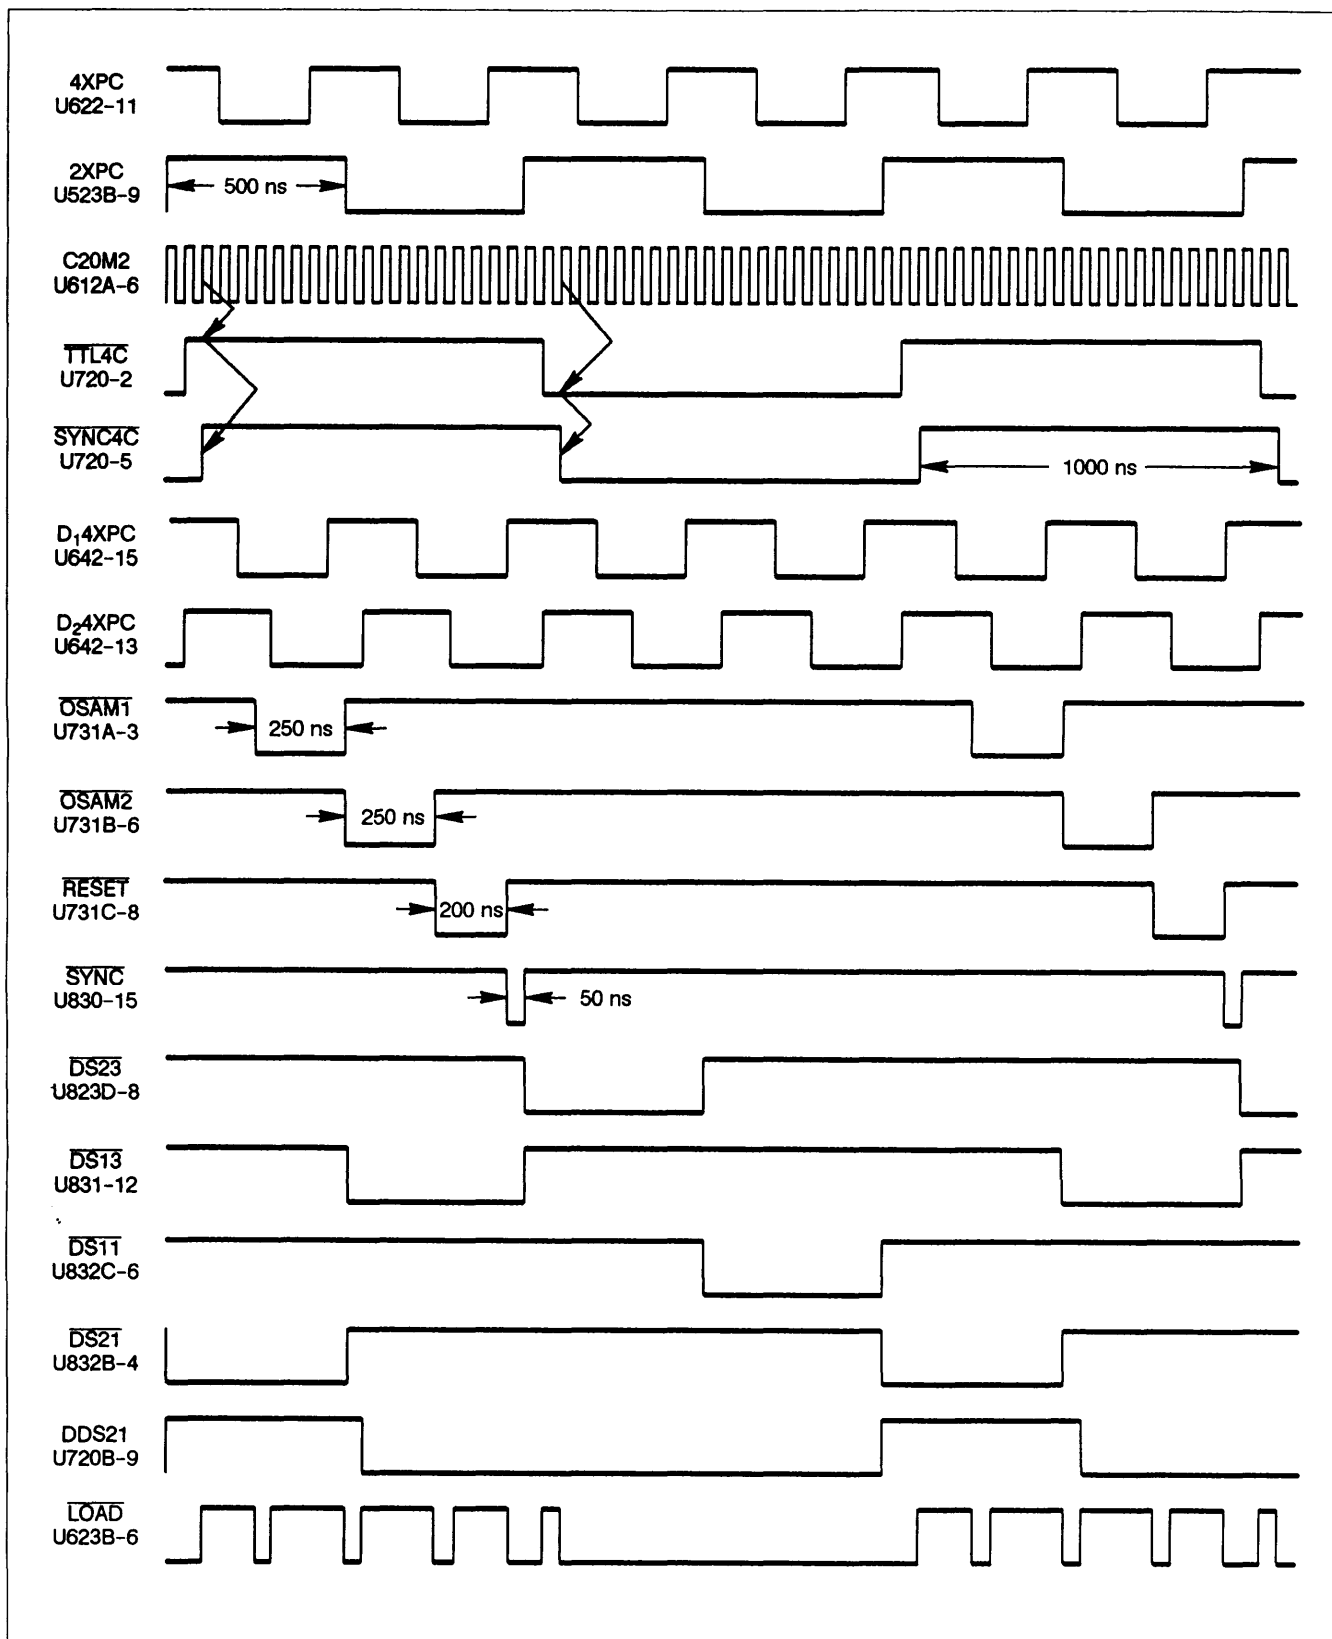 4XPC
U622-11
2XPC
U523B-9
500 ns
C20M2
U612A-6
TTL4C
U720-2
SYNC4C
U720-5
1000 ns
D₁4XPC
U642-15
D₂4XPC
U642-13
OSAM1
U731A-3
250 ns
OSAM2
U731B-6
250 ns
RESET
U731C-8
200 ns
SYNC
U830-15
50 ns
DS23
U823D-8
DS13
U831-12
DS11
U832C-6
DS21
U832B-4
DDS21
U720B-9
LOAD
U623B-6